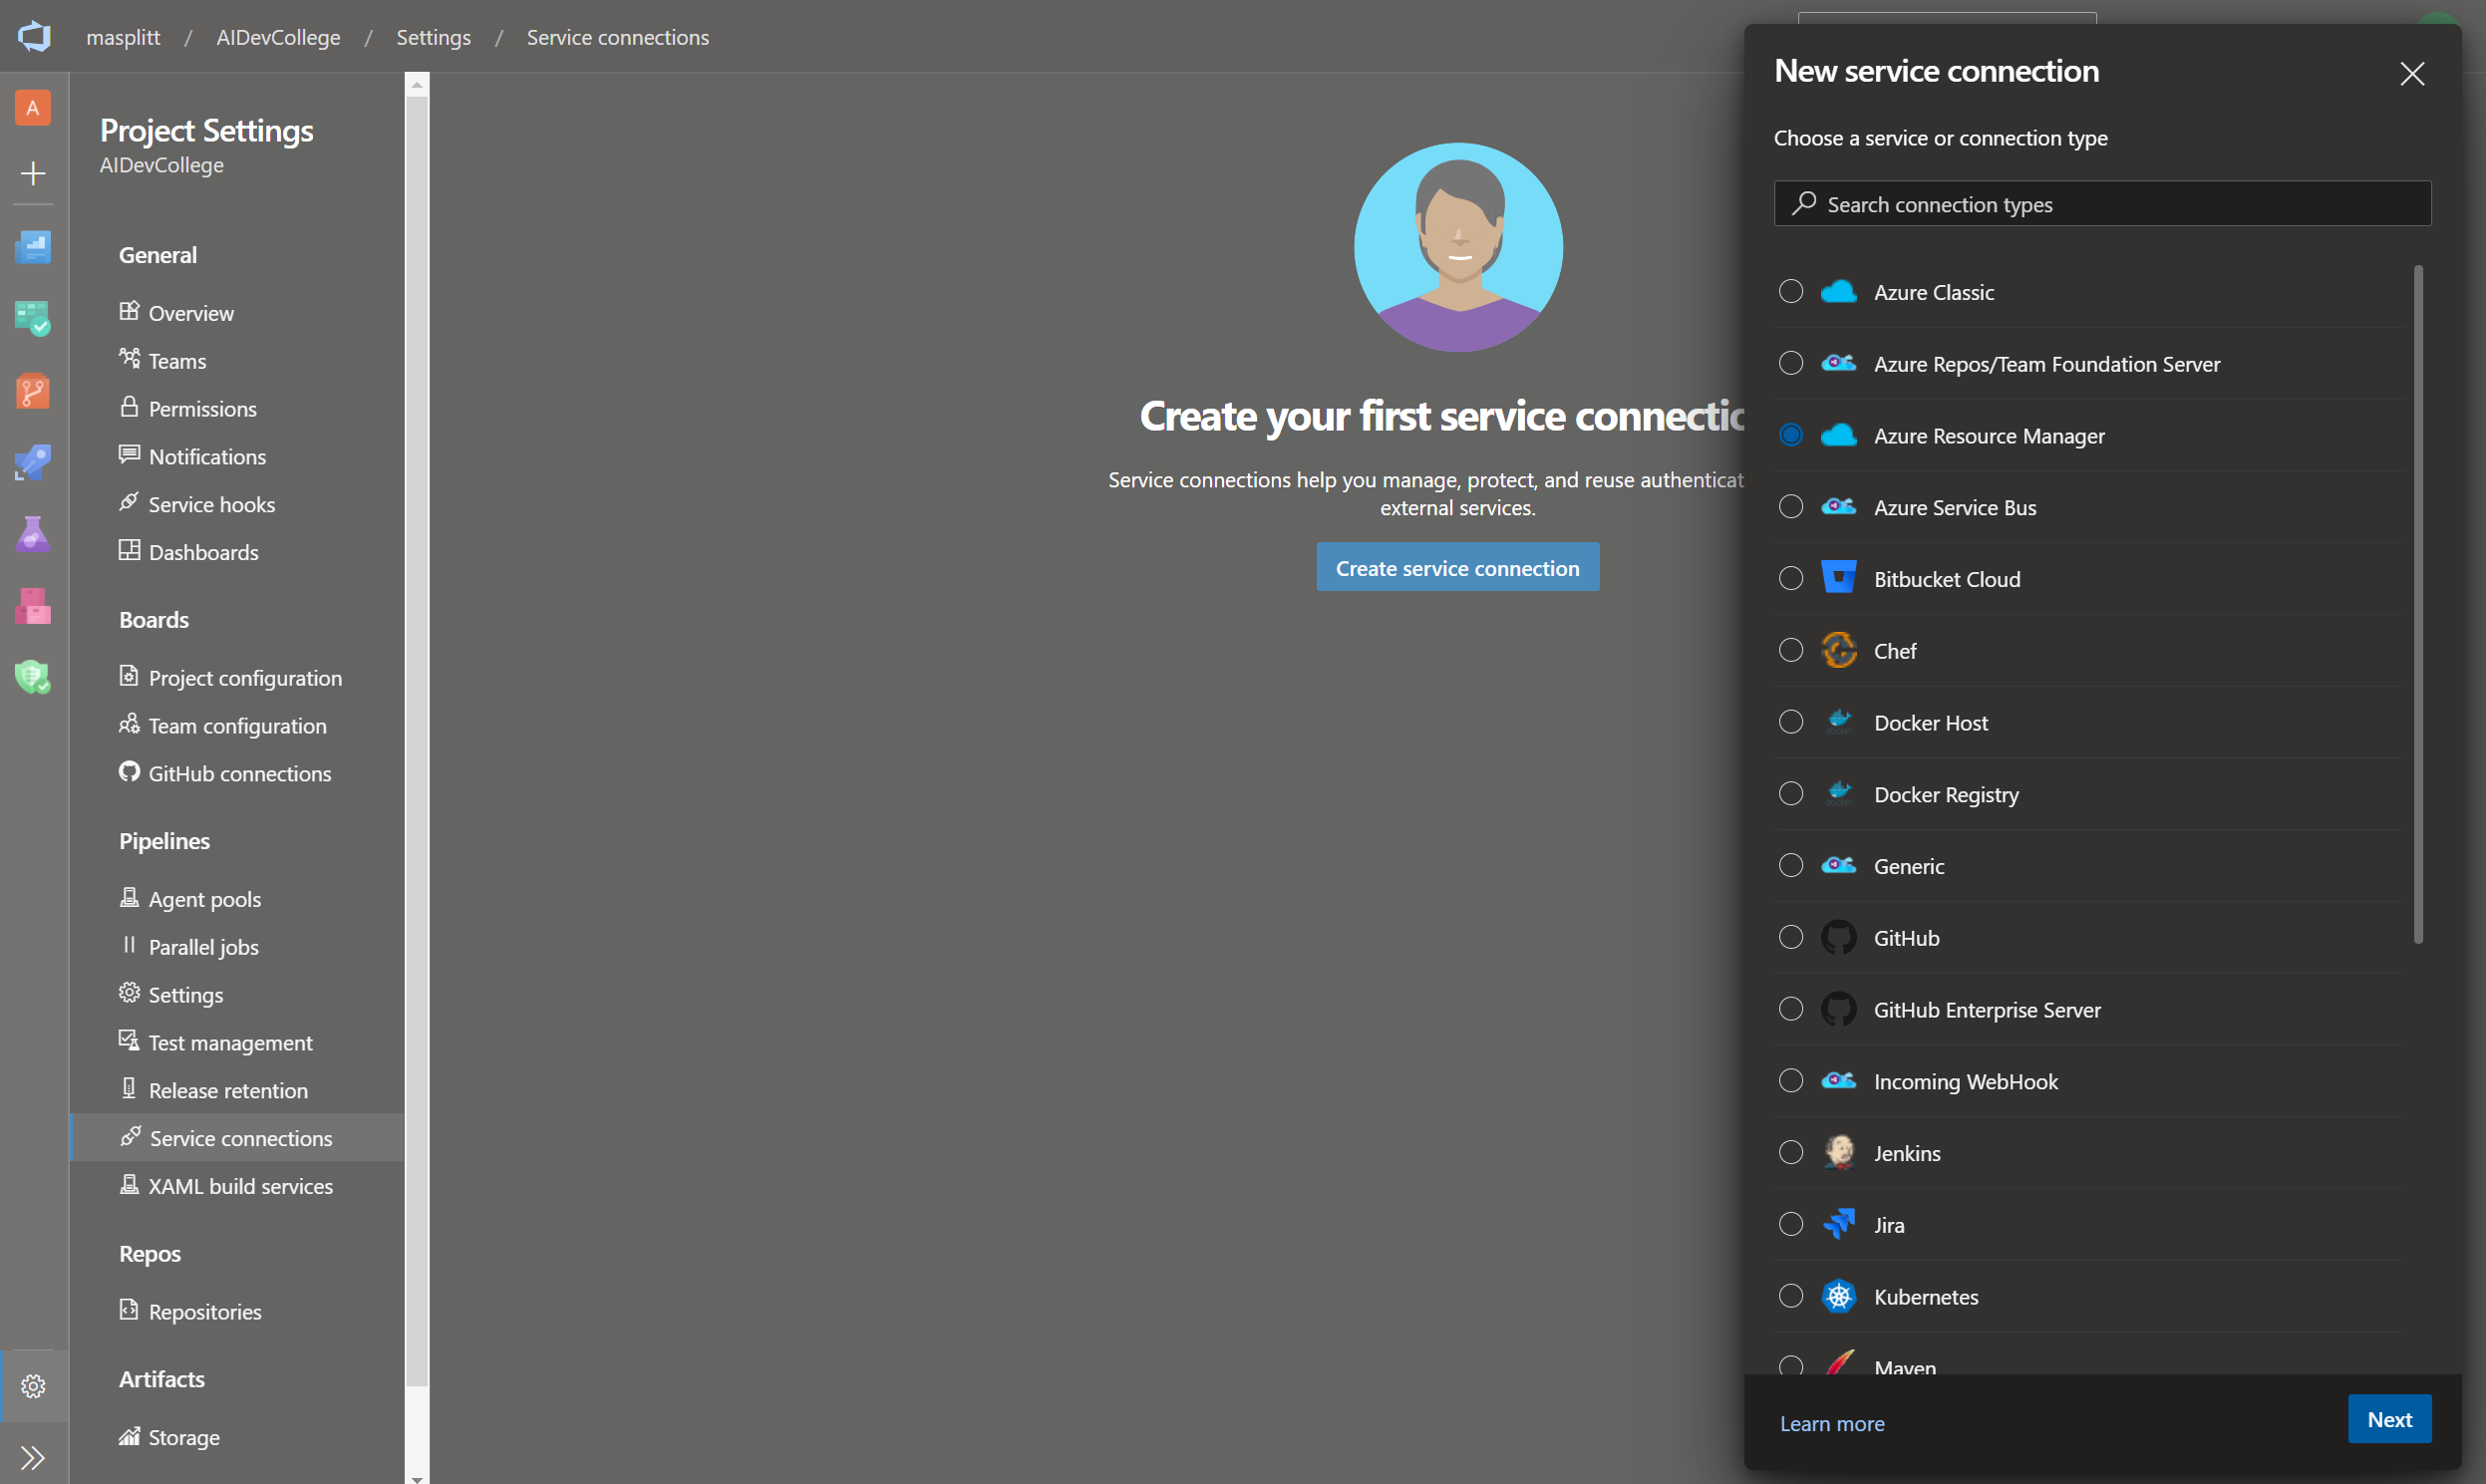 masplitt / AIDevCollege / Settings / Service connections
A
Project Settings
AIDevCollege
General
Overview
Teams
Permissions
Notifications
Service hooks
Dashboards
Boards
Project configuration
Team configuration
GitHub connections
Pipelines
Agent pools
Parallel jobs
Settings
Test management
Release retention
Service connections
XAML build services
Repos
Repositories
Artifacts
Storage
Create your first service connectio
Service connections help you manage, protect, and reuse authenticat
external services.
Create service connection
New service connection
Choose a service or connection type
Search connection types
Azure Classic
Azure Repos/Team Foundation Server
Azure Resource Manager
Azure Service Bus
Bitbucket Cloud
Chef
docker Docker Host
docker Docker Registry
Generic
GitHub
GitHub Enterprise Server
Incoming WebHook
Jenkins
Jira
Kubernetes
Maven
Learn more
Next